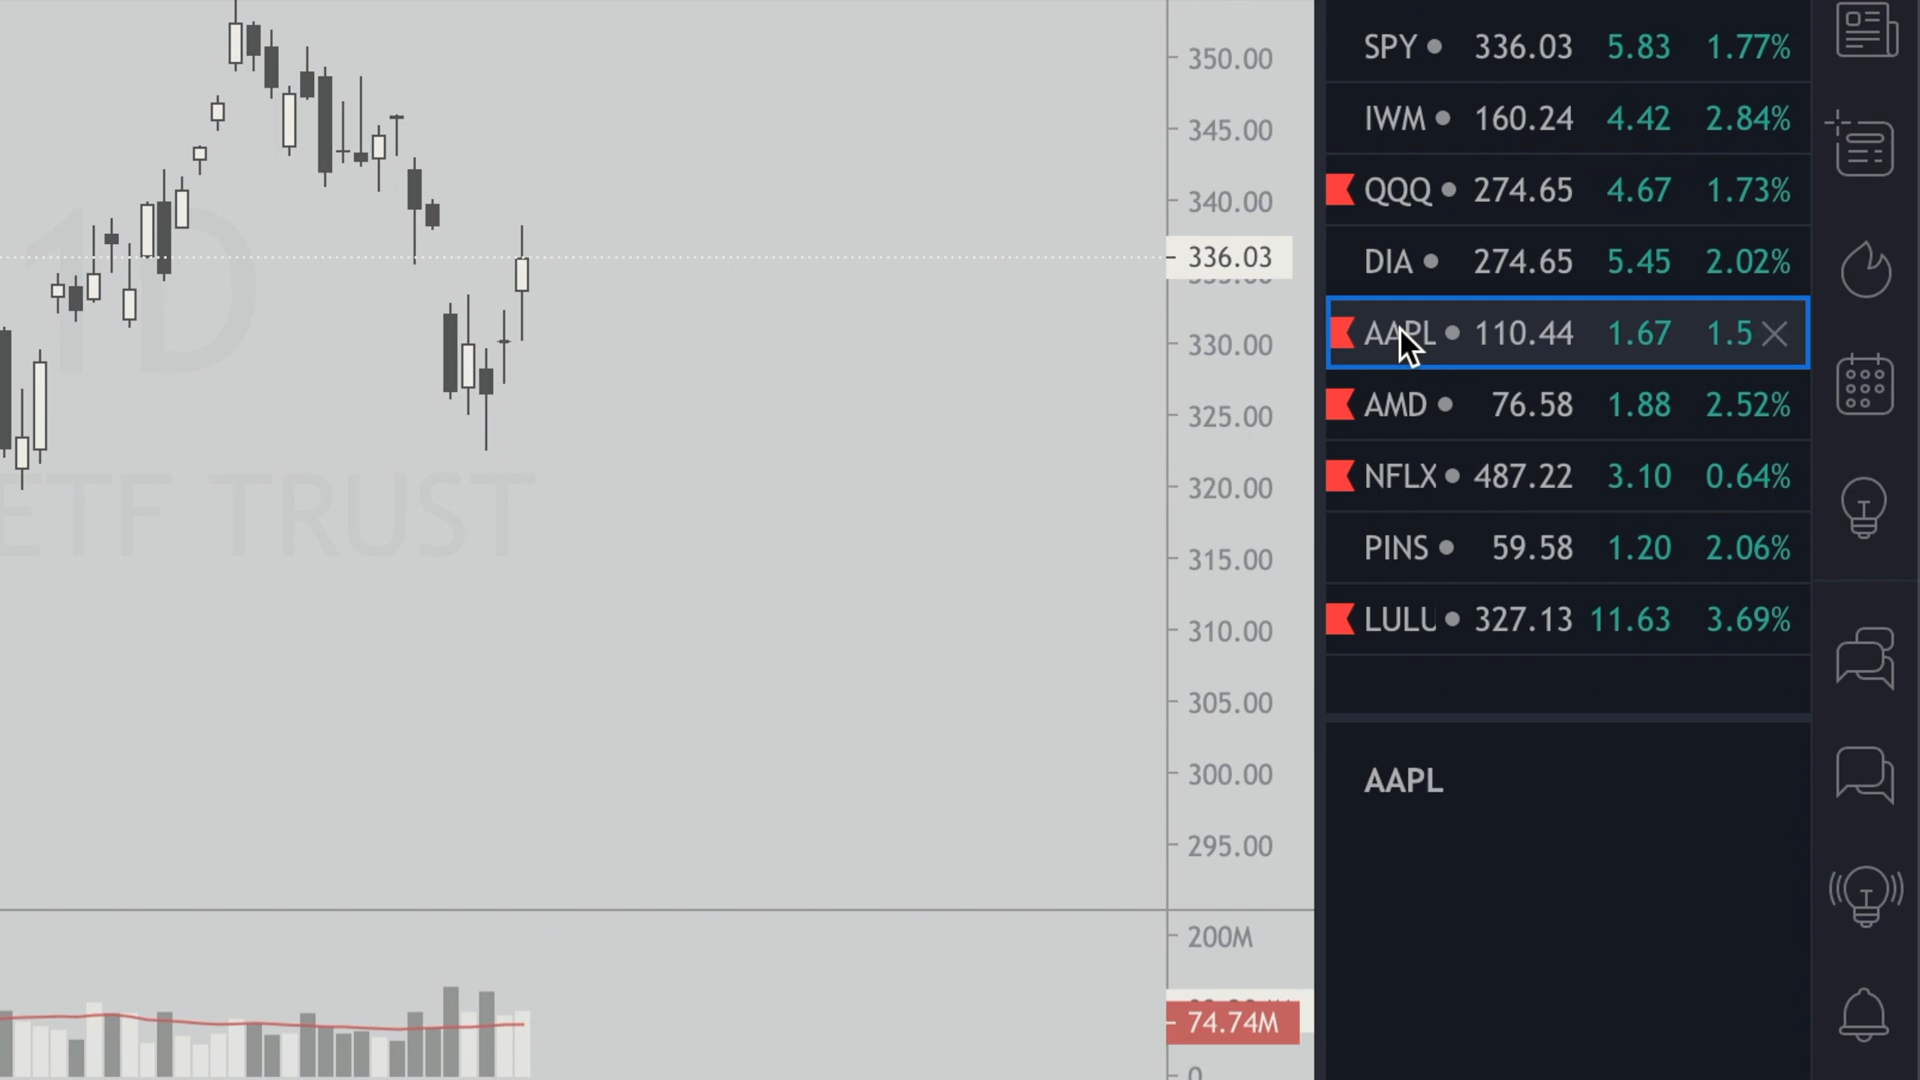 1D
ETF TRUST
350.00
345.00
340.00
336.03
330.00
325.00
320.00
315.00
310.00
305.00
300.00
295.00
200M
74.74M
0
SPY 336.03 5.83 1.77%
IWM 160.24 4.42 2.84%
QQQ 274.65 4.67 1.73%
DIA 274.65 5.45 2.02%
AAPL 110.44 1.67 1.5
AMD 76.58 1.88 2.52%
NFLX 487.22 3.10 0.64%
PINS 59.58 1.20 2.06%
LULU 327.13 11.63 3.69%
AAPL